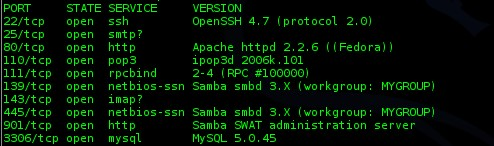 PORT STATE SERVICE VERSION
22/tcp open ssh OpenSSH 4.7 (protocol 2.0)
25/tcp open smtp?
80/tcp open http Apache httpd 2.2.6 ((Fedora))
110/tcp open pop3 ipop3d 2006k.101
111/tcp open rpcbind 2-4 (RPC #100000)
139/tcp open netbios-ssn Samba smbd 3.X (workgroup: MYGROUP)
143/tcp open imap?
445/tcp open netbios-ssn Samba smbd 3.X (workgroup: MYGROUP)
901/tcp open http Samba SWAT administration server
3306/tcp open mysql MySQL 5.0.45